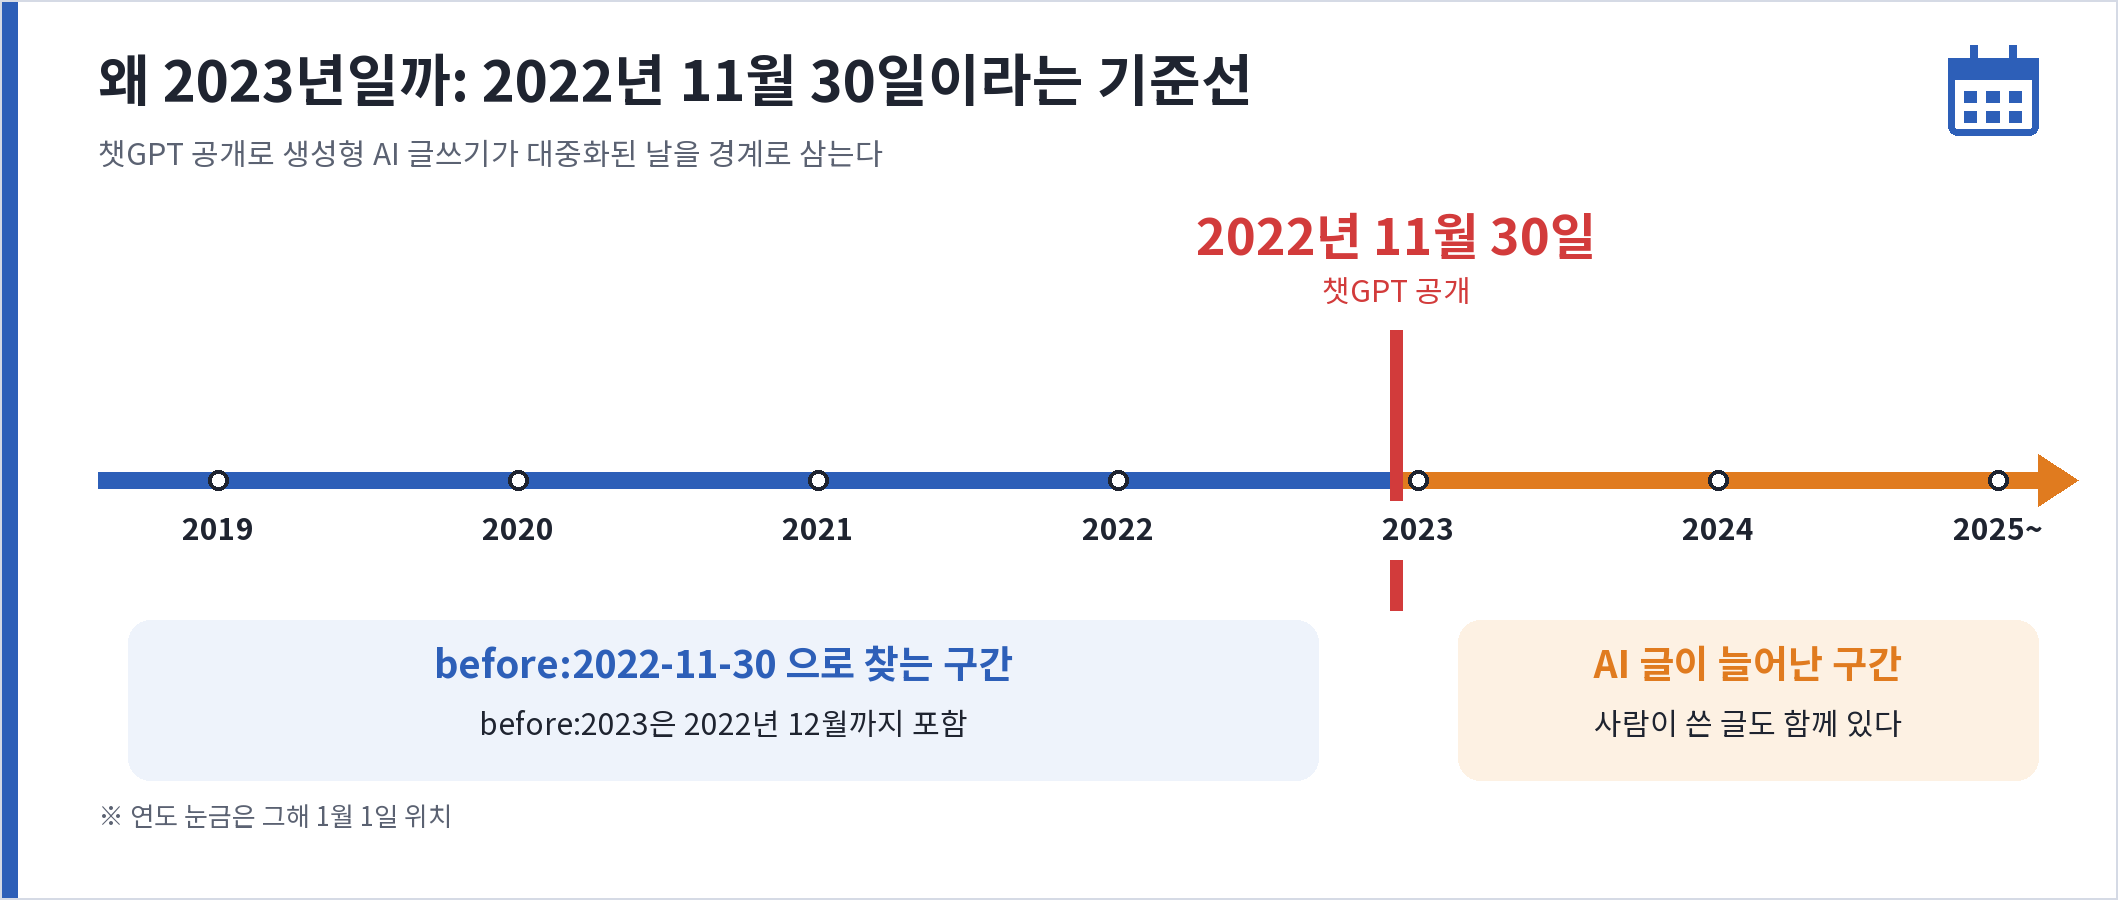 왜 2023년일까: 2022년 11월 30일이라는 기준선
챗GPT 공개로 생성형 AI 글쓰기가 대중화된 날을 경계로 삼는다
2022년 11월 30일
챗GPT 공개
2019 2020 2021 2022 2023 2024 2025~
before:2022-11-30 으로 찾는 구간
before:2023은 2022년 12월까지 포함
AI 글이 늘어난 구간
사람이 쓴 글도 함께 있다
※ 연도 눈금은 그해 1월 1일 위치